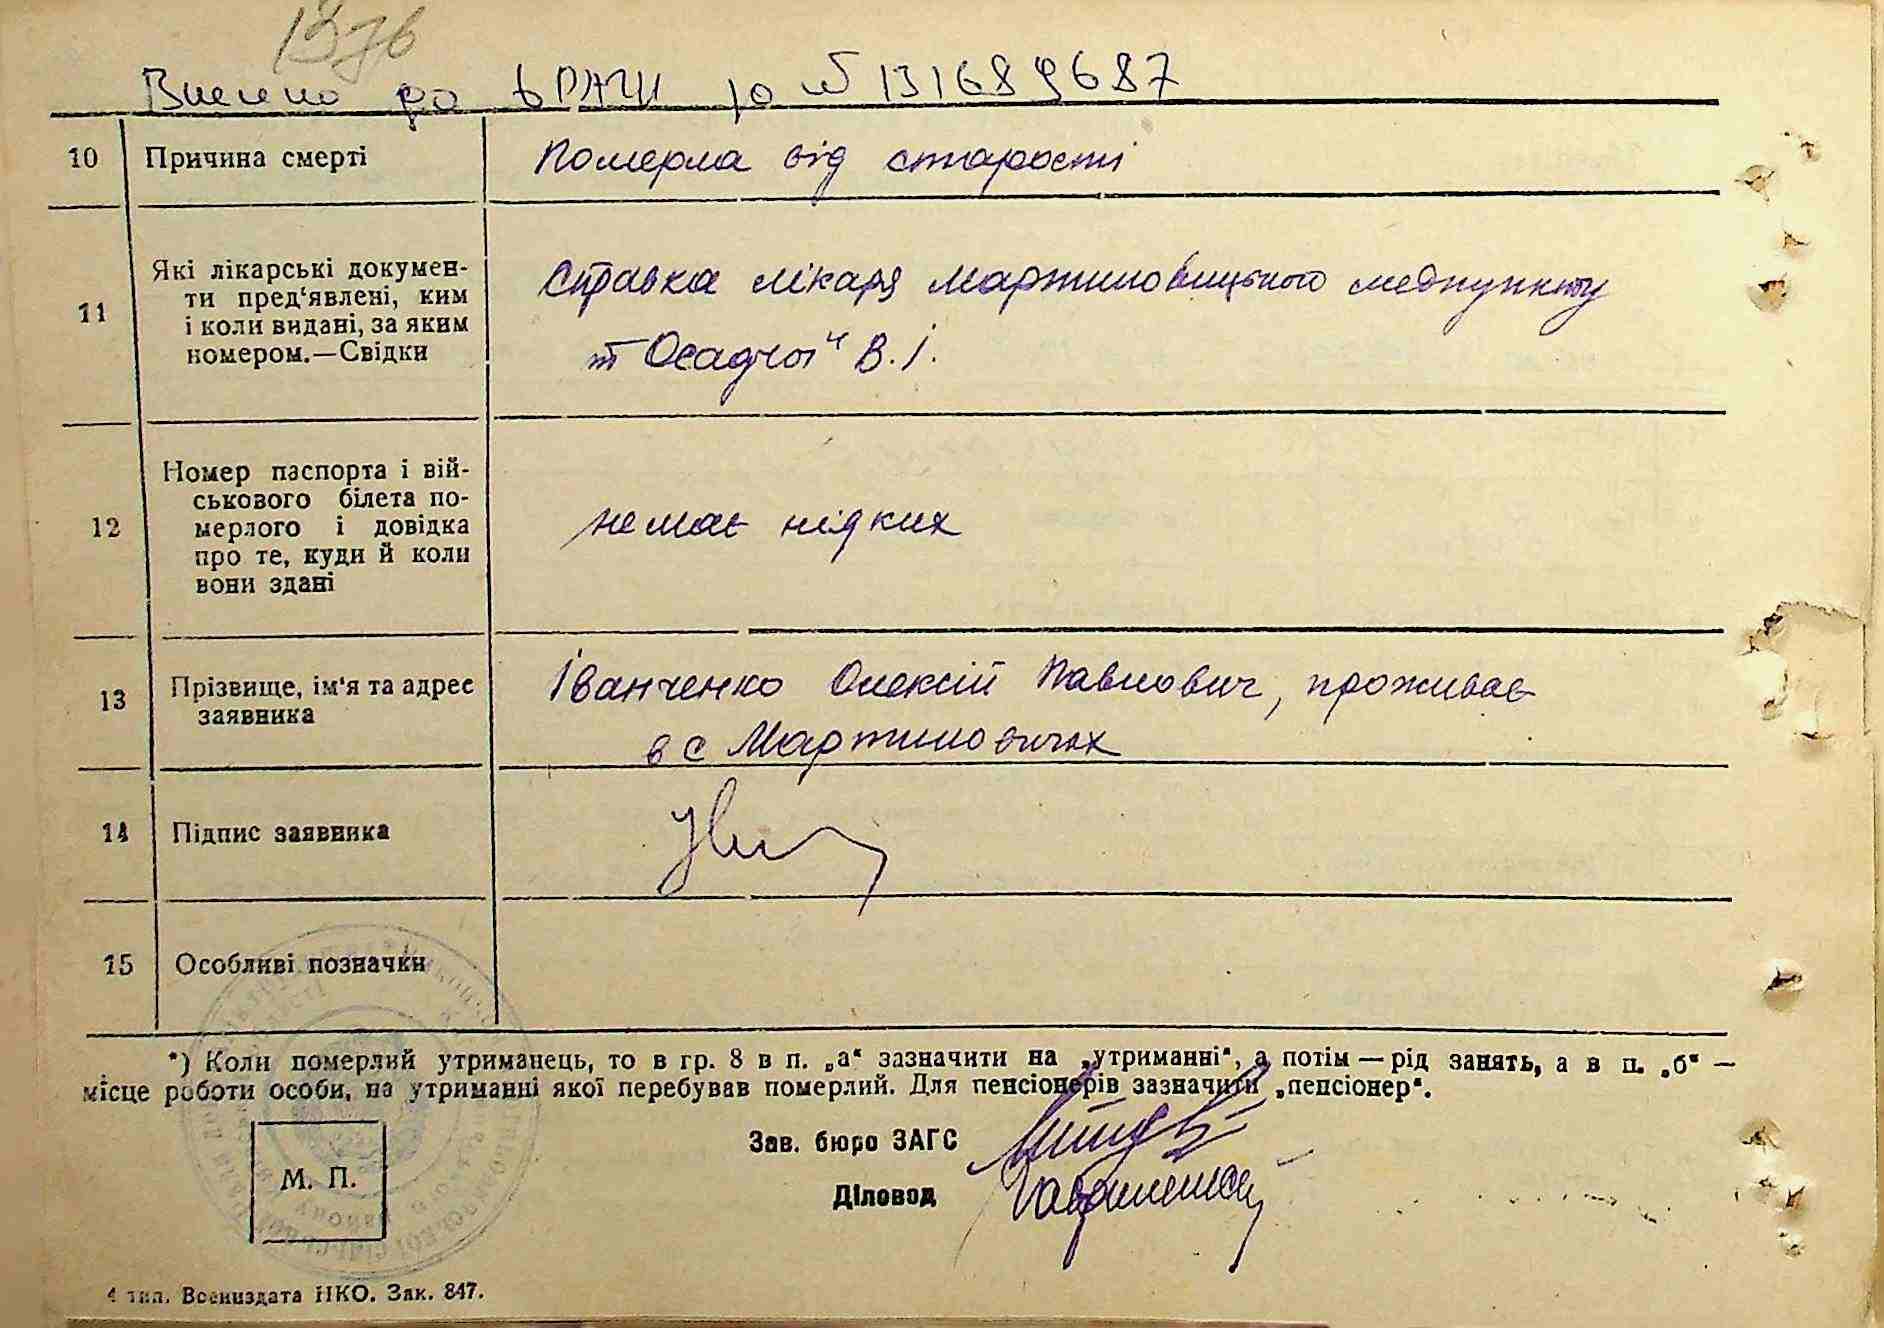 1376
Внесено до ДРАЦС за № 131689687
10 Причина смерті Померла від старості
11 Які лікарські докумен-
ти пред'явлені, ким
і коли видані, за яким
номером.—Свідки
Справка лікаря Мартиновицького медпункту
т Осадчої В.І.
12 Номер паспорта і вій-
ськового білета по-
мерлого і довідка
про те, куди й коли
вони здані
немає ніяких
13 Прізвище, ім'я та адрес
заявника
Іванченко Олексій Павлович, проживає
в с Мартиновичах
14 Підпис заявника
15 Особливі позначки
*) Коли померлий утриманець, то в гр. 8 в п. „а“ зазначити на „утриманні“, а потім — рід занять, а в п. „б“ —
місце роботи особи, на утриманні якої перебував померлий. Для пенсіонерів зазначити „пенсіонер“.
Зав. бюро ЗАГС
М. П.
Діловод
4 тип. Воениздата НКО. Зак. 847.